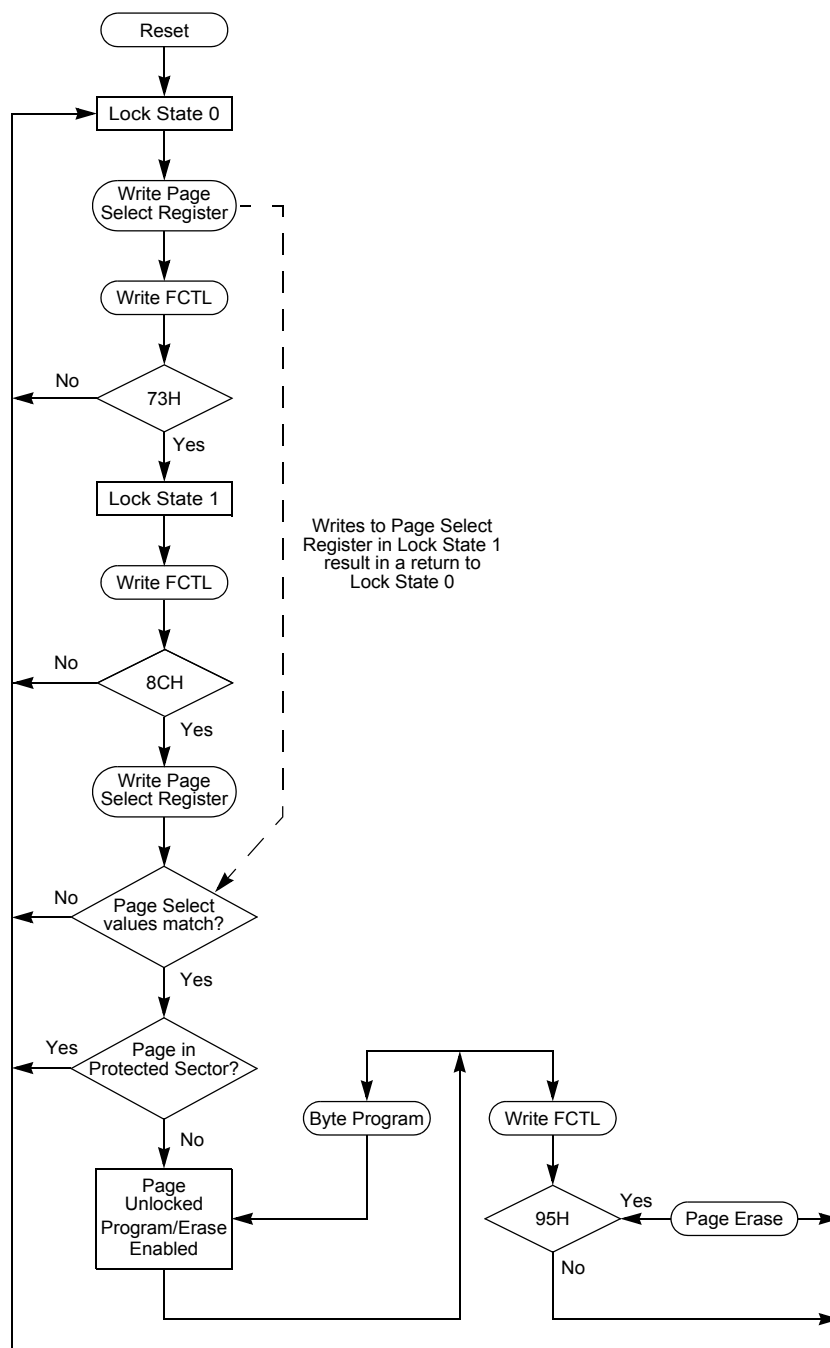 Reset
Lock State 0
Write Page
Select Register
Write FCTL
No
73H
Yes
Lock State 1
Writes to Page Select
Register in Lock State 1
result in a return to
Lock State 0
Write FCTL
No
8CH
Yes
Write Page
Select Register
No
Page Select
values match?
Yes
Yes
Page in
Protected Sector?
No
Byte Program
Write FCTL
Page
Unlocked
Program/Erase
Enabled
95H
Yes
Page Erase
No